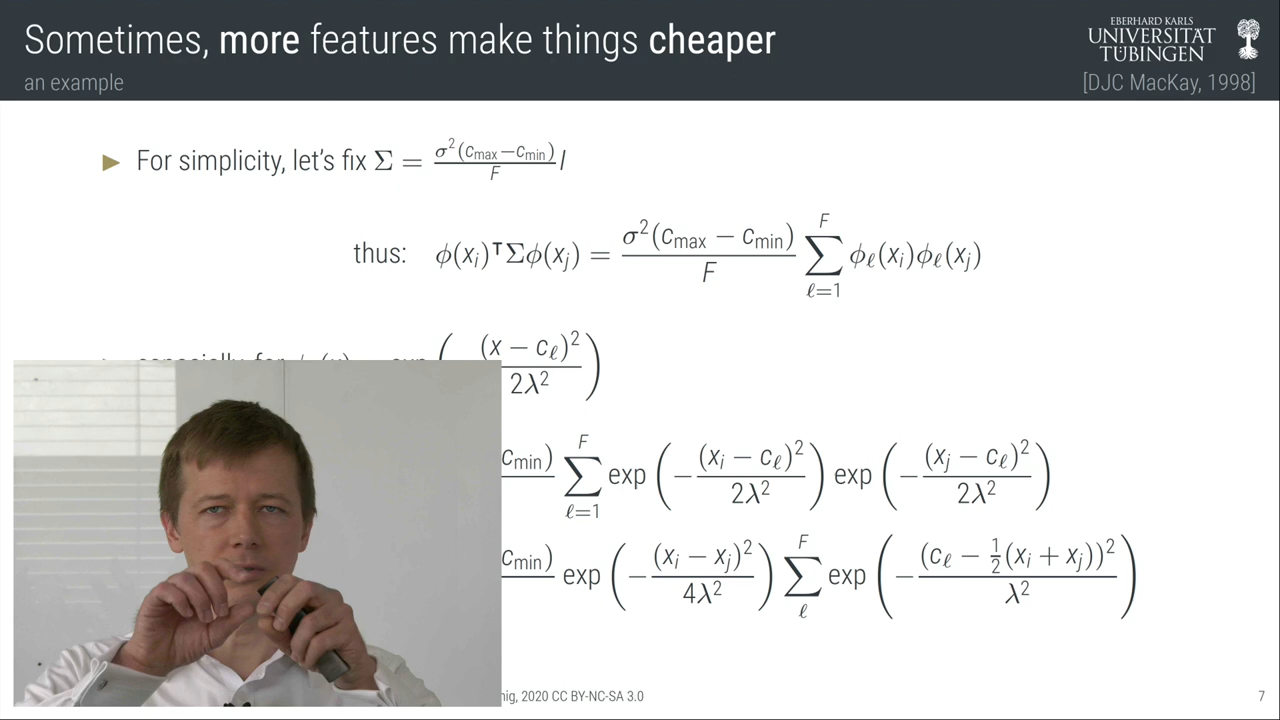 Sometimes, more features make things cheaper
EBERHARD KARLS
UNIVERSITÄT
TÜBINGEN
an example
[DJC MacKay, 1998]
► For simplicity, let's fix Σ = σ²(c_max−c_min)/F I
thus: ϕ(x_i)ᵀΣϕ(x_j) = σ²(c_max − c_min)/F ∑_{ℓ=1}^{F} ϕ_ℓ(x_i)ϕ_ℓ(x_j)
(x − c_ℓ)²/2λ² )
c_min) ∑_{ℓ=1}^{F} exp(−(x_i − c_ℓ)²/2λ²) exp(−(x_j − c_ℓ)²/2λ²)
c_min) exp(−(x_i − x_j)²/4λ²) ∑_ℓ^F exp(−(c_ℓ − ½(x_i + x_j))²/λ²)
2020 CC BY-NC-SA 3.0
7